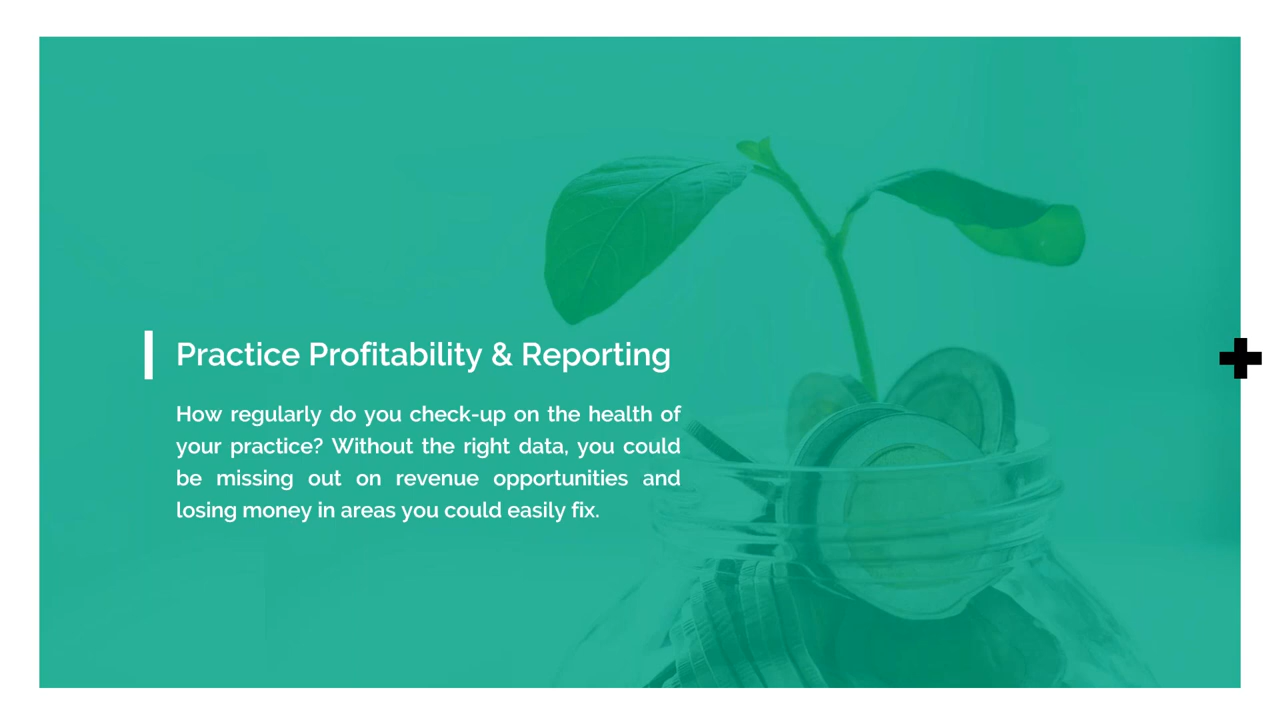 Practice Profitability & Reporting
How regularly do you check-up on the health of
your practice? Without the right data, you could
be missing out on revenue opportunities and
losing money in areas you could easily fix.